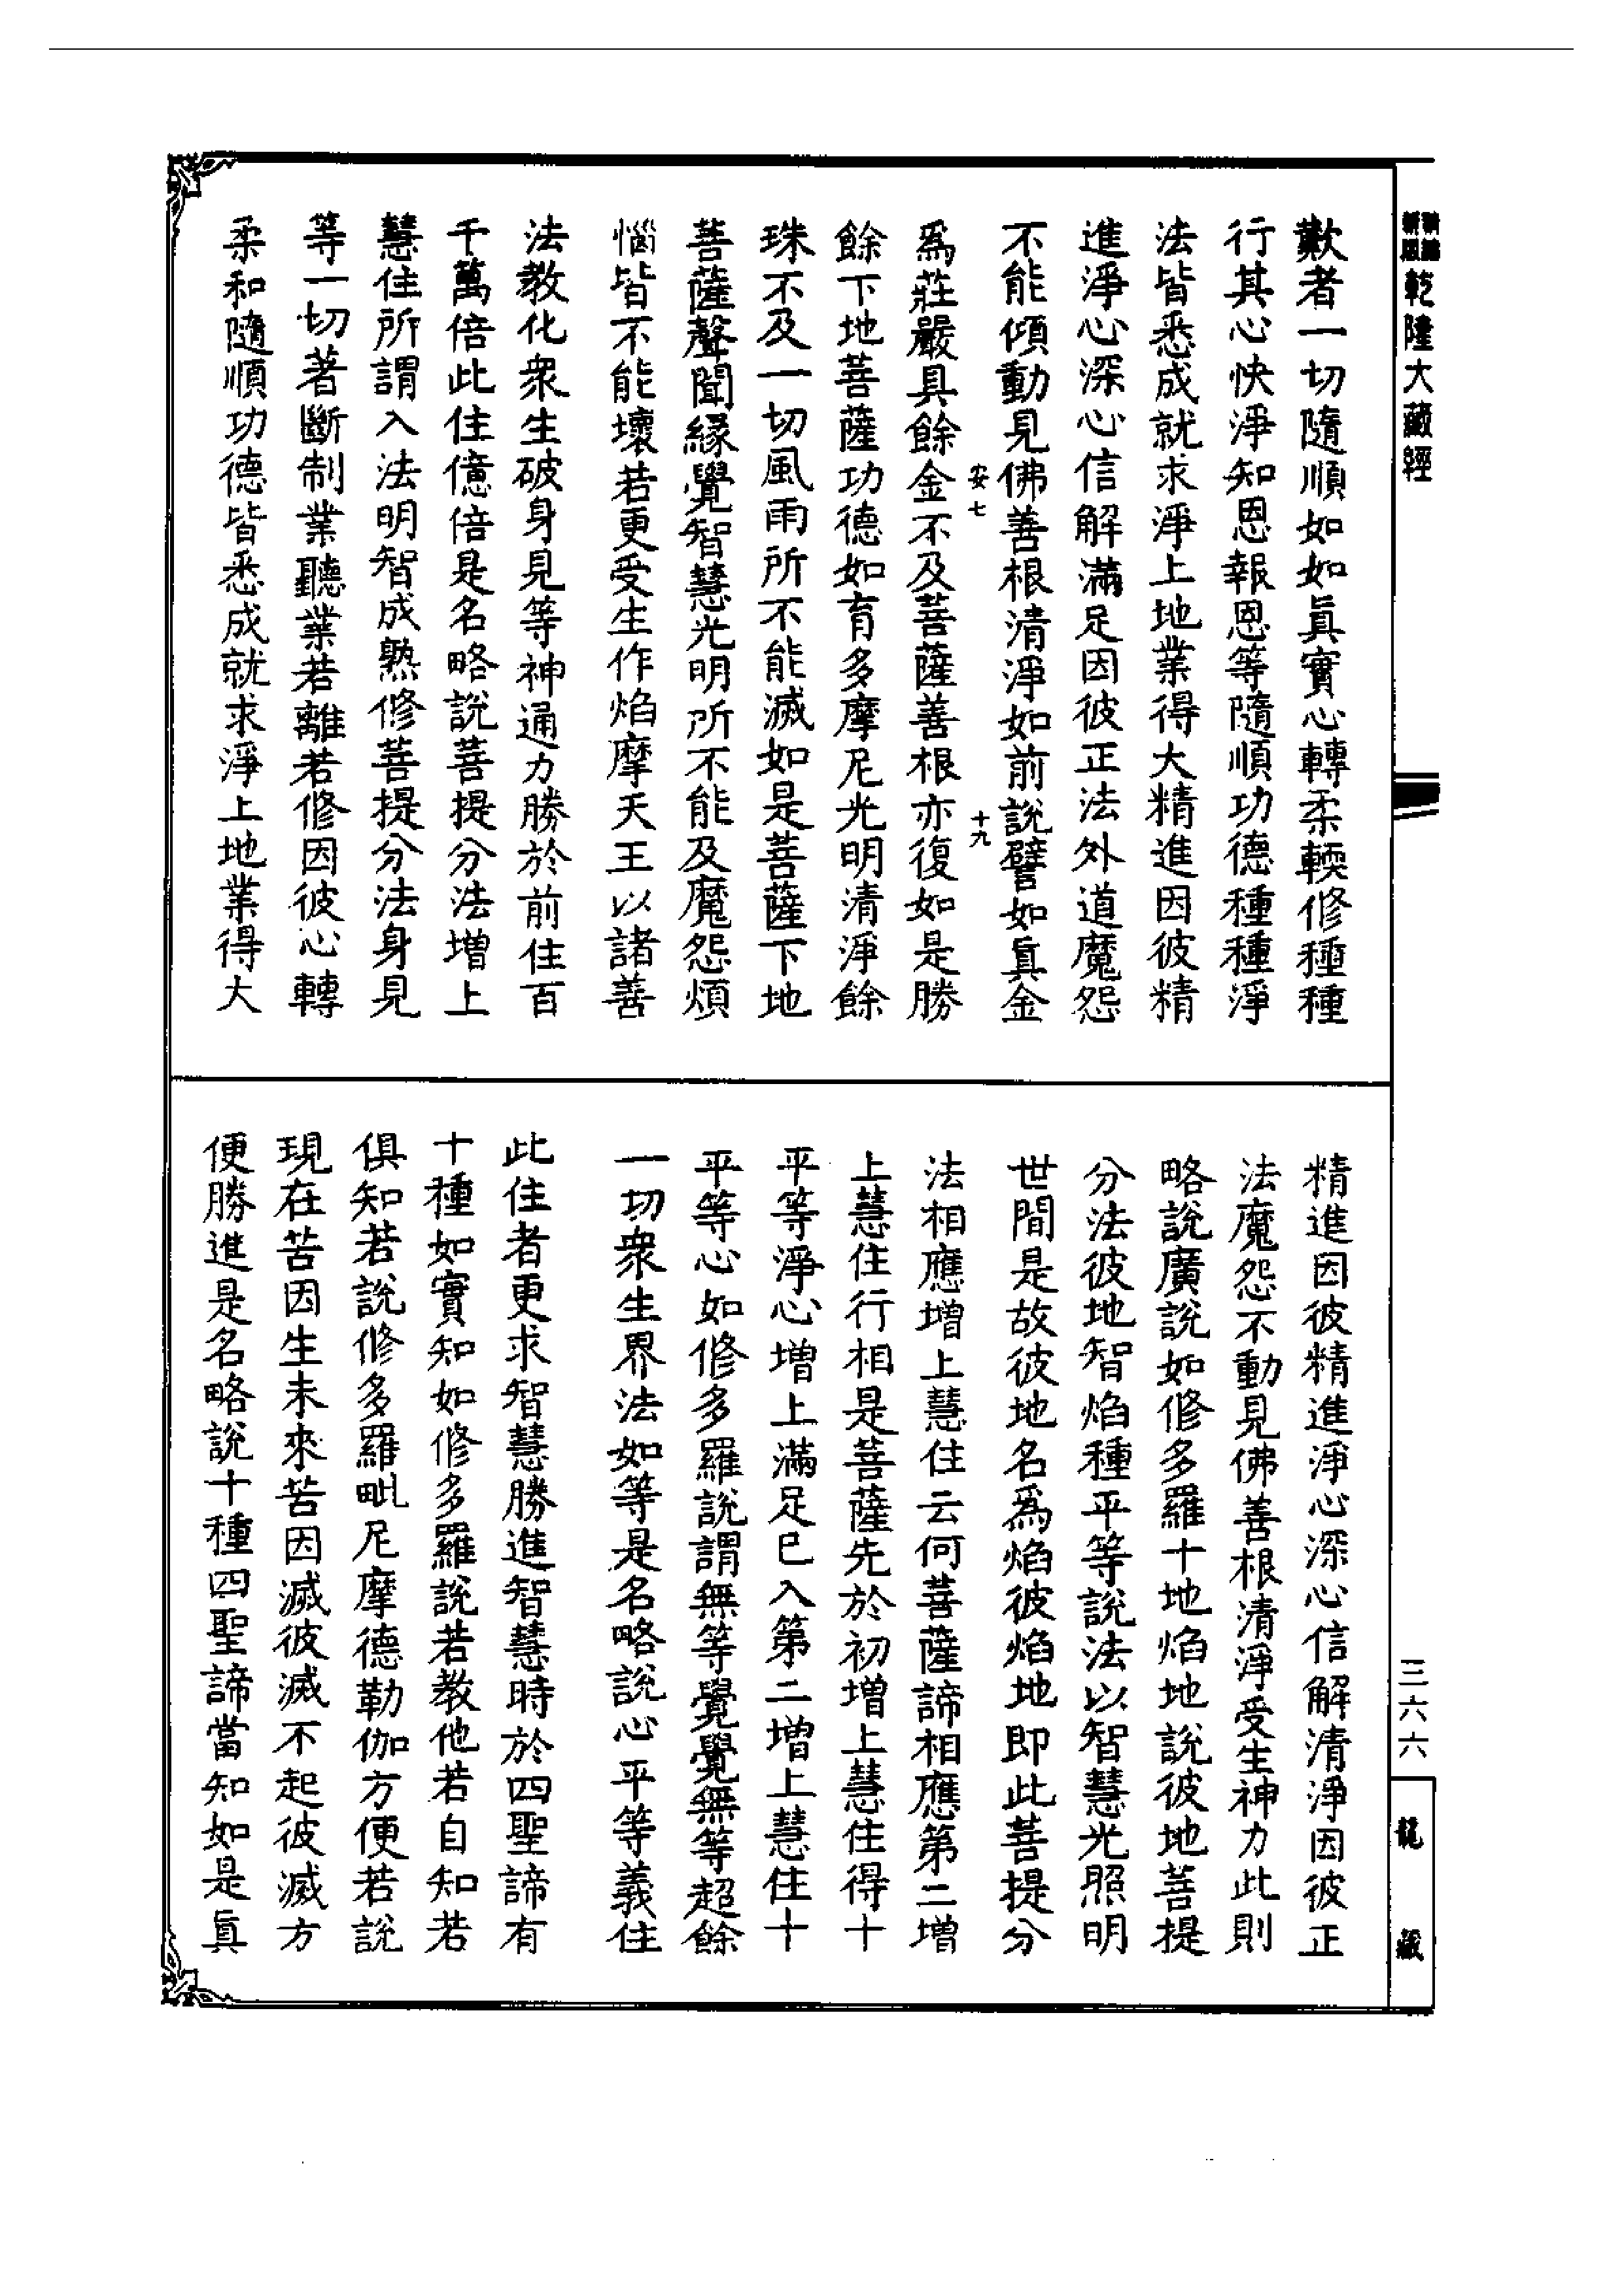 乾隆大藏經
歎者一切隨順如如眞實心轉柔輭修種種
行其心快淨知恩報恩等隨順功德種種淨
法皆悉成就求淨上地業得大精進因彼精
進淨心深心信解滿足因彼正法外道魔怨
不能傾動見佛善根清淨如前說譬如眞金
安七
十九
爲莊嚴具餘金不及菩薩善根亦復如是勝
餘下地菩薩功德如育多摩尼光明清淨餘
珠不及一切風雨所不能滅如是菩薩下地
菩薩聲聞緣覺智慧光明所不能及魔怨煩
惱皆不能壞若更受生作焰摩天王以諸善
法教化衆生破身見等神通力勝於前住百
千萬倍此住億倍是名略說菩提分法增上
慧住所謂入法明智成熟修菩提分法身見
等一切著斷制業聽業若離若修因彼心轉
柔和隨順功德皆悉成就求淨上地業得大
精進因彼精進淨心深心信解清淨因彼正
法魔怨不動見佛善根清淨受生神力此則
略說廣說如修多羅十地焰地說彼地菩提
分法彼地智焰種平等說法以智慧光照明
世間是故彼地名爲焰彼焰地即此菩提分
法相應增上慧住云何菩薩諦相應第二增
上慧住行相是菩薩先於初增上慧住得十
平等淨心增上滿足已入第二增上慧住十
平等心如修多羅說謂無等覺覺無等超餘
一切衆生界法如等是名略說心平等義住
此住者更求智慧勝進智慧時於四聖諦有
十種如實知如修多羅說若教他若自知若
俱知若說修多羅毗尼摩德勒伽方便若說
現在苦因生未來苦因滅彼滅不起彼滅方
便勝進是名略說十種四聖諦當知如是眞
三六六
龍藏